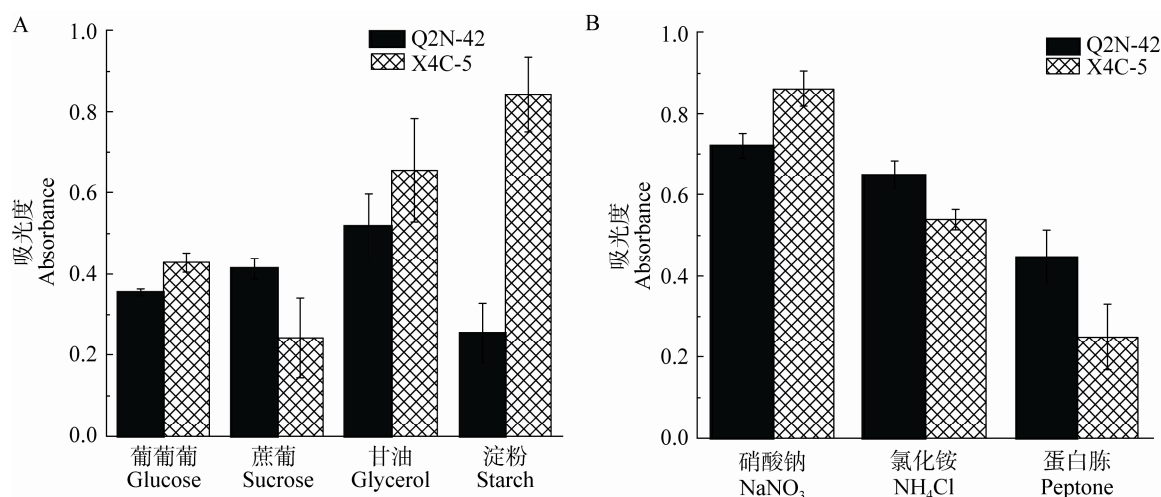 A
1.0
0.8
0.6
0.4
0.2
0.0
吸光度
Absorbance
Q2N-42
X4C-5
葡葡葡
Glucose
蔗葡
Sucrose
甘油
Glycerol
淀粉
Starch
B
1.0
0.8
0.6
0.4
0.2
0.0
吸光度
Absorbance
Q2N-42
X4C-5
硝酸钠
NaNO₃
氯化铵
NH₄Cl
蛋白胨
Peptone